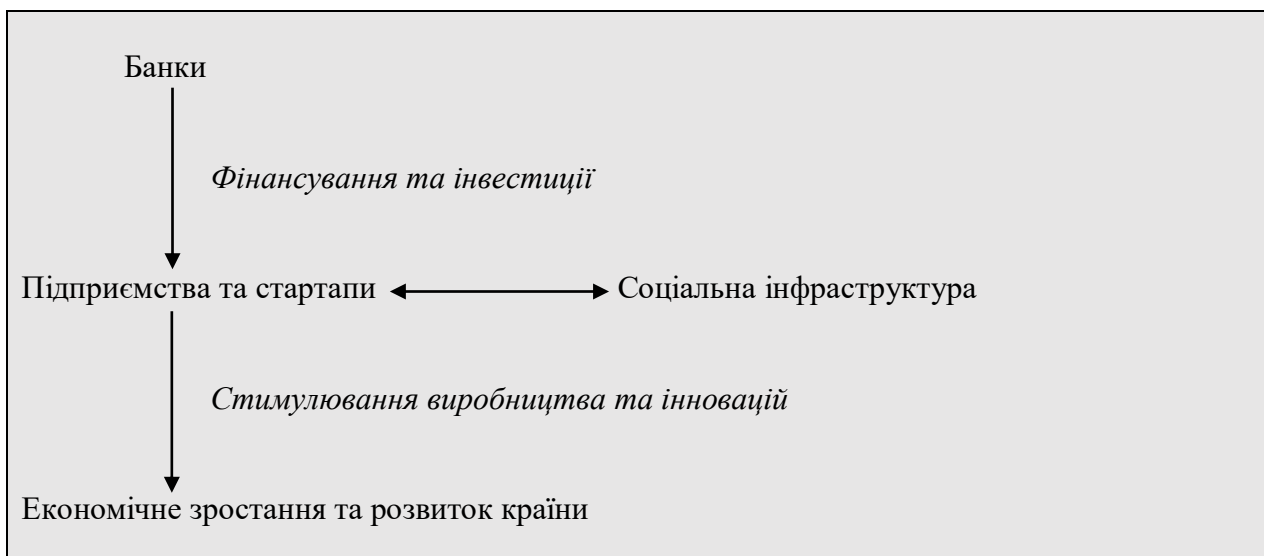 Банки
Фінансування та інвестиції
Підприємства та стартапи Соціальна інфраструктура
Стимулювання виробництва та інновацій
Економічне зростання та розвиток країни